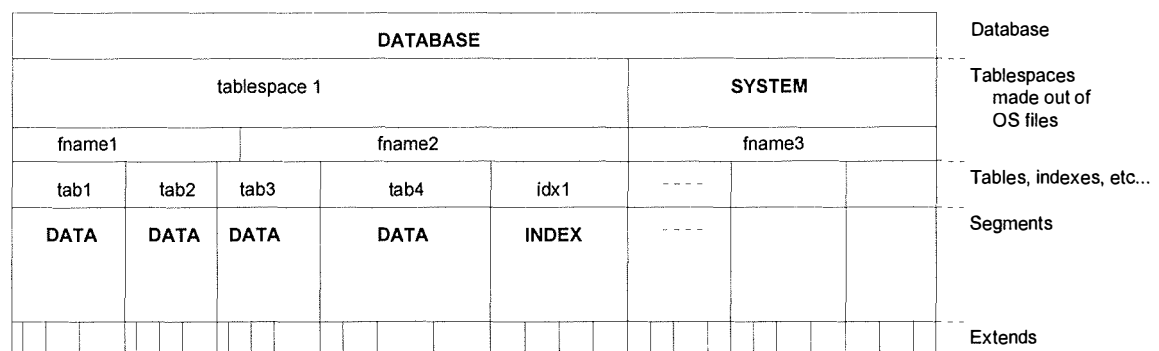 DATABASE
Database
tablespace 1
SYSTEM
Tablespaces
made out of
OS files
fname1
fname2
fname3
tab1
tab2
tab3
tab4
idx1
- - - -
Tables, indexes, etc...
DATA
DATA
DATA
DATA
INDEX
- - - -
Segments
Extends